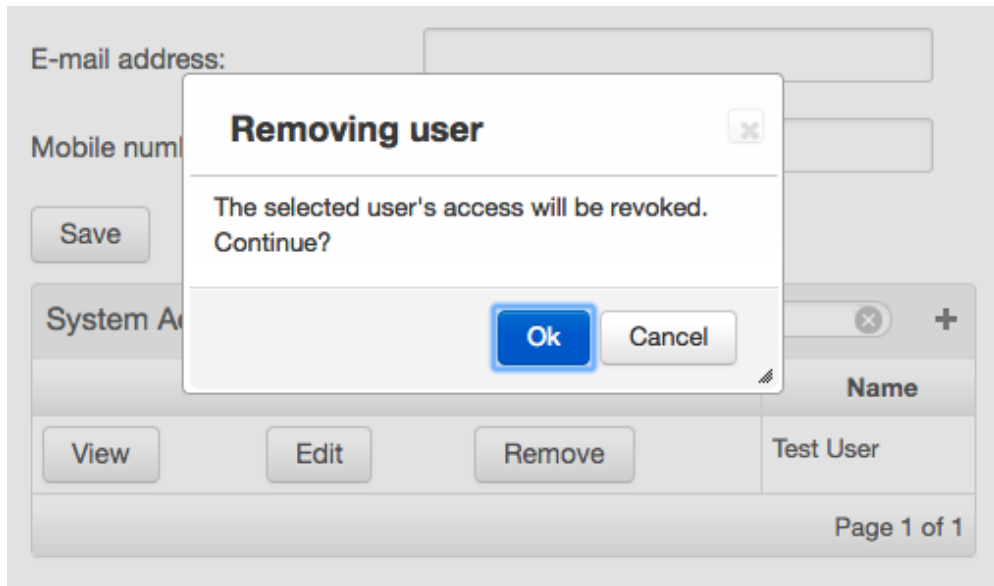 E-mail address:
Removing user
Mobile num
The selected user's access will be revoked.
Continue?
Save
System A
Ok
Cancel
Name
View
Edit
Remove
Test User
Page 1 of 1